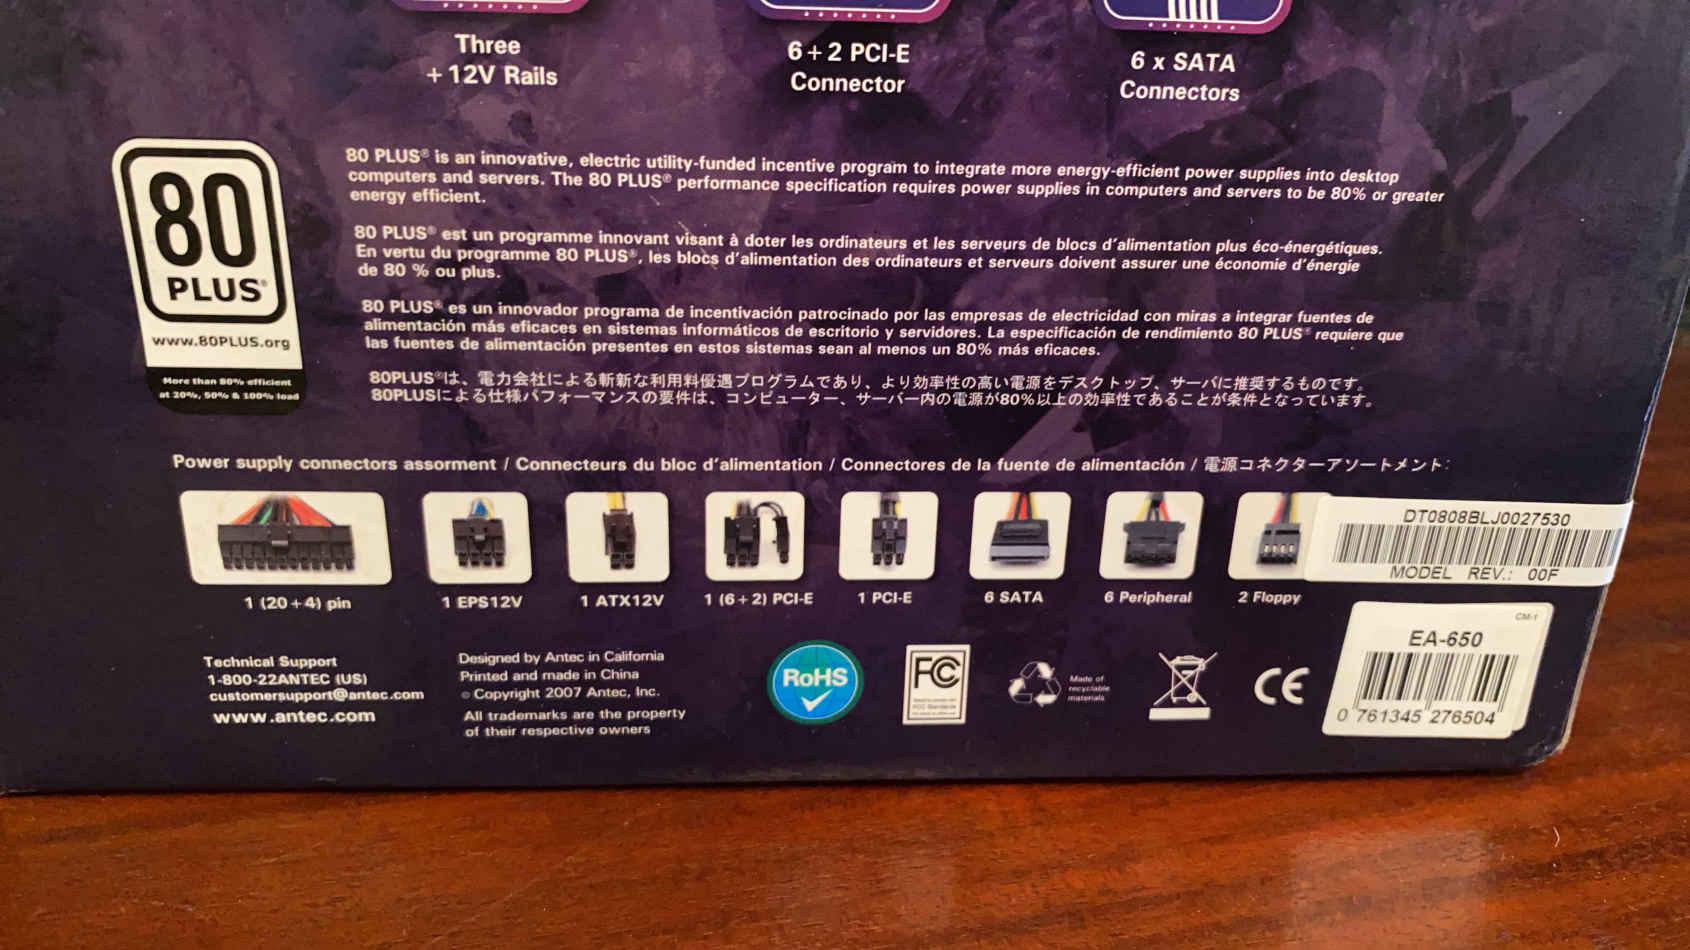 Three
+12V Rails
6+2 PCI-E
Connector
6 x SATA
Connectors
80
PLUS®
www.80PLUS.org
More than 80% efficient
at 20%, 50% & 100% load
80 PLUS® is an innovative, electric utility-funded incentive program to integrate more energy-efficient power supplies into desktop
computers and servers. The 80 PLUS® performance specification requires power supplies in computers and servers to be 80% or greater
energy efficient.
80 PLUS® est un programme innovant visant à doter les ordinateurs et les serveurs de blocs d'alimentation plus éco-énergétiques.
En vertu du programme 80 PLUS®, les blocs d'alimentation des ordinateurs et serveurs doivent assurer une économie d'énergie
de 80 % ou plus.
80 PLUS® es un innovador programa de incentivación patrocinado por las empresas de electricidad con miras a integrar fuentes de
alimentación más eficaces en sistemas informáticos de escritorio y servidores. La especificación de rendimiento 80 PLUS® requiere que
las fuentes de alimentación presentes en estos sistemas sean al menos un 80% más eficaces.
80PLUS®は、電力会社による斬新な利用料優遇プログラムであり、より効率性の高い電源をデスクトップ、サーバに推奨するものです。
80PLUSによる仕様パフォーマンスの要件は、コンピューター、サーバー内の電源が80%以上の効率性であることが条件となっています。
Power supply connectors assorment / Connecteurs du bloc d'alimentation / Connectores de la fuente de alimentación / 電源コネクターアソートメント:
1 (20+4) pin
1 EPS12V
1 ATX12V
1 (6+2) PCI-E
1 PCI-E
6 SATA
6 Peripheral
2 Floppy
DT0808BLJ0027530
MODEL REV.: 00F
Technical Support
1-800-22ANTEC (US)
customersupport@antec.com
www.antec.com
Designed by Antec in California
Printed and made in China
© Copyright 2007 Antec, Inc.
All trademarks are the property
of their respective owners
RoHS
FC
FCC Standards
Made of
recyclable
materials
CE
CM-1
EA-650
0 761345 276504